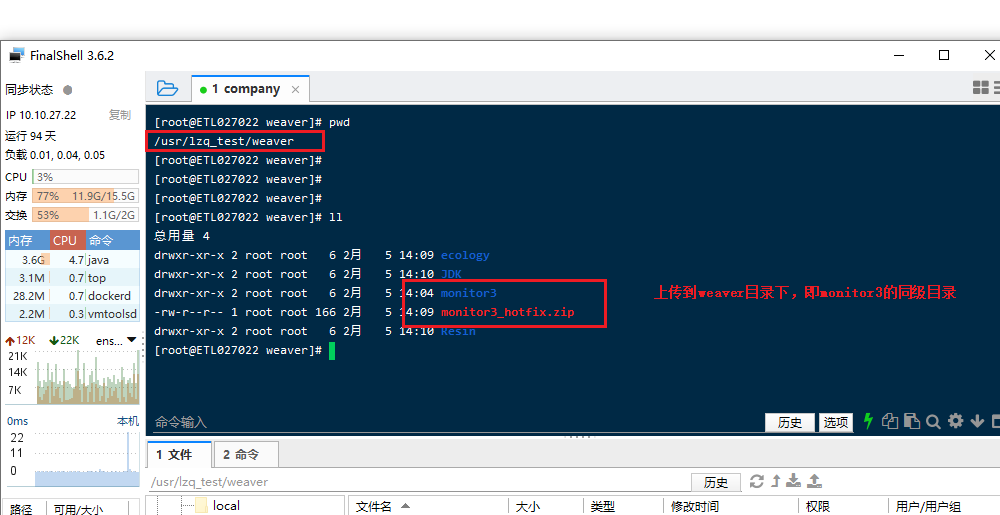 FinalShell 3.6.2
同步状态
IP 10.10.27.22 复制
运行 94 天
负载 0.01, 0.04, 0.05
CPU 3%
内存 77% 11.9G/15.5G
交换 53% 1.1G/2G
内存 CPU 命令
3.6G 4.7 java
3.1M 0.7 top
28.2M 0.7 dockerd
2.2M 0.3 vmtoolsd
12K 22K ens...
21K
14K
7K
0ms 本机
22
11
0
路径 可用/大小
1 company
[root@ETL027022 weaver]# pwd
/usr/lzq_test/weaver
[root@ETL027022 weaver]#
[root@ETL027022 weaver]#
[root@ETL027022 weaver]#
[root@ETL027022 weaver]# ll
总用量 4
drwxr-xr-x 2 root root 6 2月 5 14:09 ecology
drwxr-xr-x 2 root root 6 2月 5 14:10 JDK
drwxr-xr-x 2 root root 6 2月 5 14:04 monitor3
-rw-r--r-- 1 root root 166 2月 5 14:09 monitor3_hotfix.zip
drwxr-xr-x 2 root root 6 2月 5 14:10 Resin
[root@ETL027022 weaver]#
上传到weaver目录下，即monitor3的同级目录
命令输入 历史 选项
1 文件 2 命令
/usr/lzq_test/weaver 历史
local
文件名 大小 类型 修改时间 权限 用户/用户组